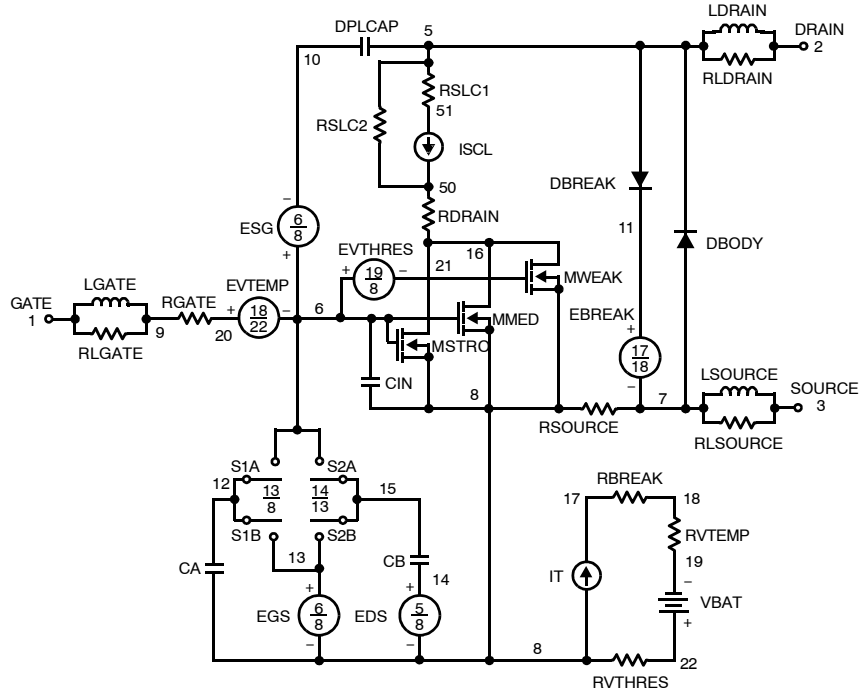 LDRAIN
DPLCAP 5 DRAIN
10 2
RLDRAIN
RSLC1
51
RSLC2
ISCL
50
DBREAK
RDRAIN
ESG 6/8
11
DBODY
EVTHRES
16
21
19/8
MWEAK
LGATE
EVTEMP
RGATE
GATE
1
18/22
6
EBREAK
MMED
9
20
MSTRO
RLGATE
17/18
LSOURCE
CIN
SOURCE
8
7
3
RSOURCE
RLSOURCE
S1A
S2A
12
13/8
14/13
15
S1B
S2B
RBREAK
17
18
RVTEMP
13
CB
CA
14
IT
19
VBAT
EGS 6/8
EDS 5/8
8
22
RVTHRES
+
−
+
−
+
−
+
−
+
−
+
−
−
+